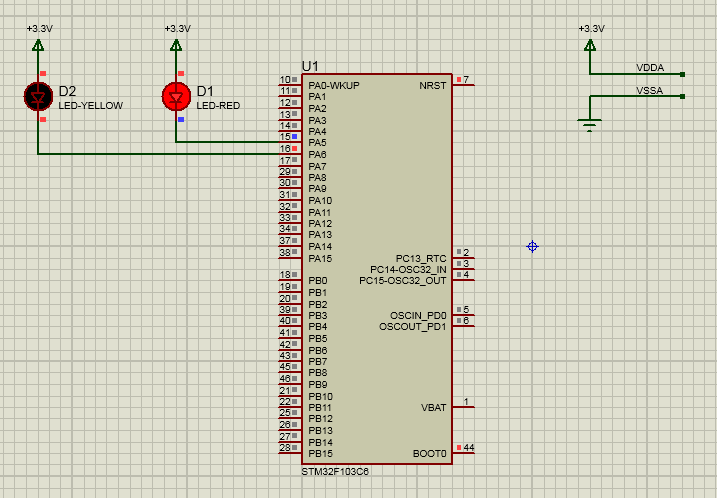 +3.3V
+3.3V
+3.3V
D2
LED-YELLOW
D1
LED-RED
VDDA
VSSA
U1
10 PA0-WKUP
11 PA1
12 PA2
13 PA3
14 PA4
15 PA5
16 PA6
17 PA7
29 PA8
30 PA9
31 PA10
32 PA11
33 PA12
34 PA13
37 PA14
38 PA15
18 PB0
19 PB1
20 PB2
39 PB3
40 PB4
41 PB5
42 PB6
43 PB7
45 PB8
46 PB9
21 PB10
22 PB11
25 PB12
26 PB13
27 PB14
28 PB15
NRST 7
PC13_RTC 2
PC14-OSC32_IN 3
PC15-OSC32_OUT 4
OSCIN_PD0 5
OSCOUT_PD1 6
VBAT 1
BOOT0 44
STM32F103C6